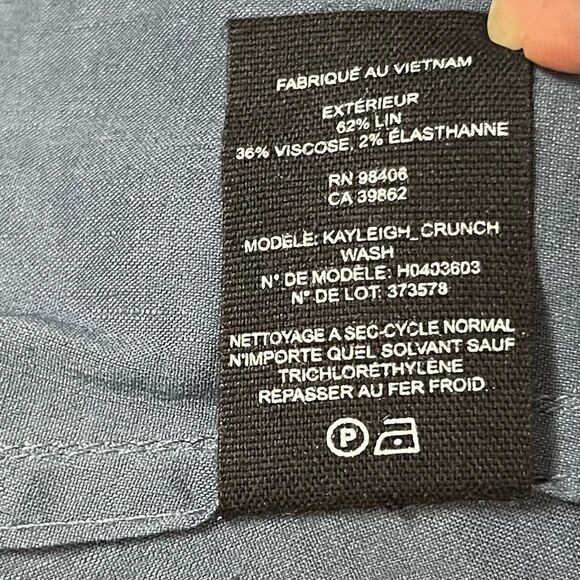 FABRIQUÉ AU VIETNAM
EXTÉRIEUR
62% LIN
36% VISCOSE, 2% ÉLASTHANNE
RN 98406
CA 39862
MODÈLE: KAYLEIGH_CRUNCH
WASH
N° DE MODÈLE: H0403603
N° DE LOT: 373578
NETTOYAGE A SEC-CYCLE NORMAL
N'IMPORTE QUEL SOLVANT SAUF
TRICHLORÉTHYLÈNE
REPASSER AU FER FROID
P